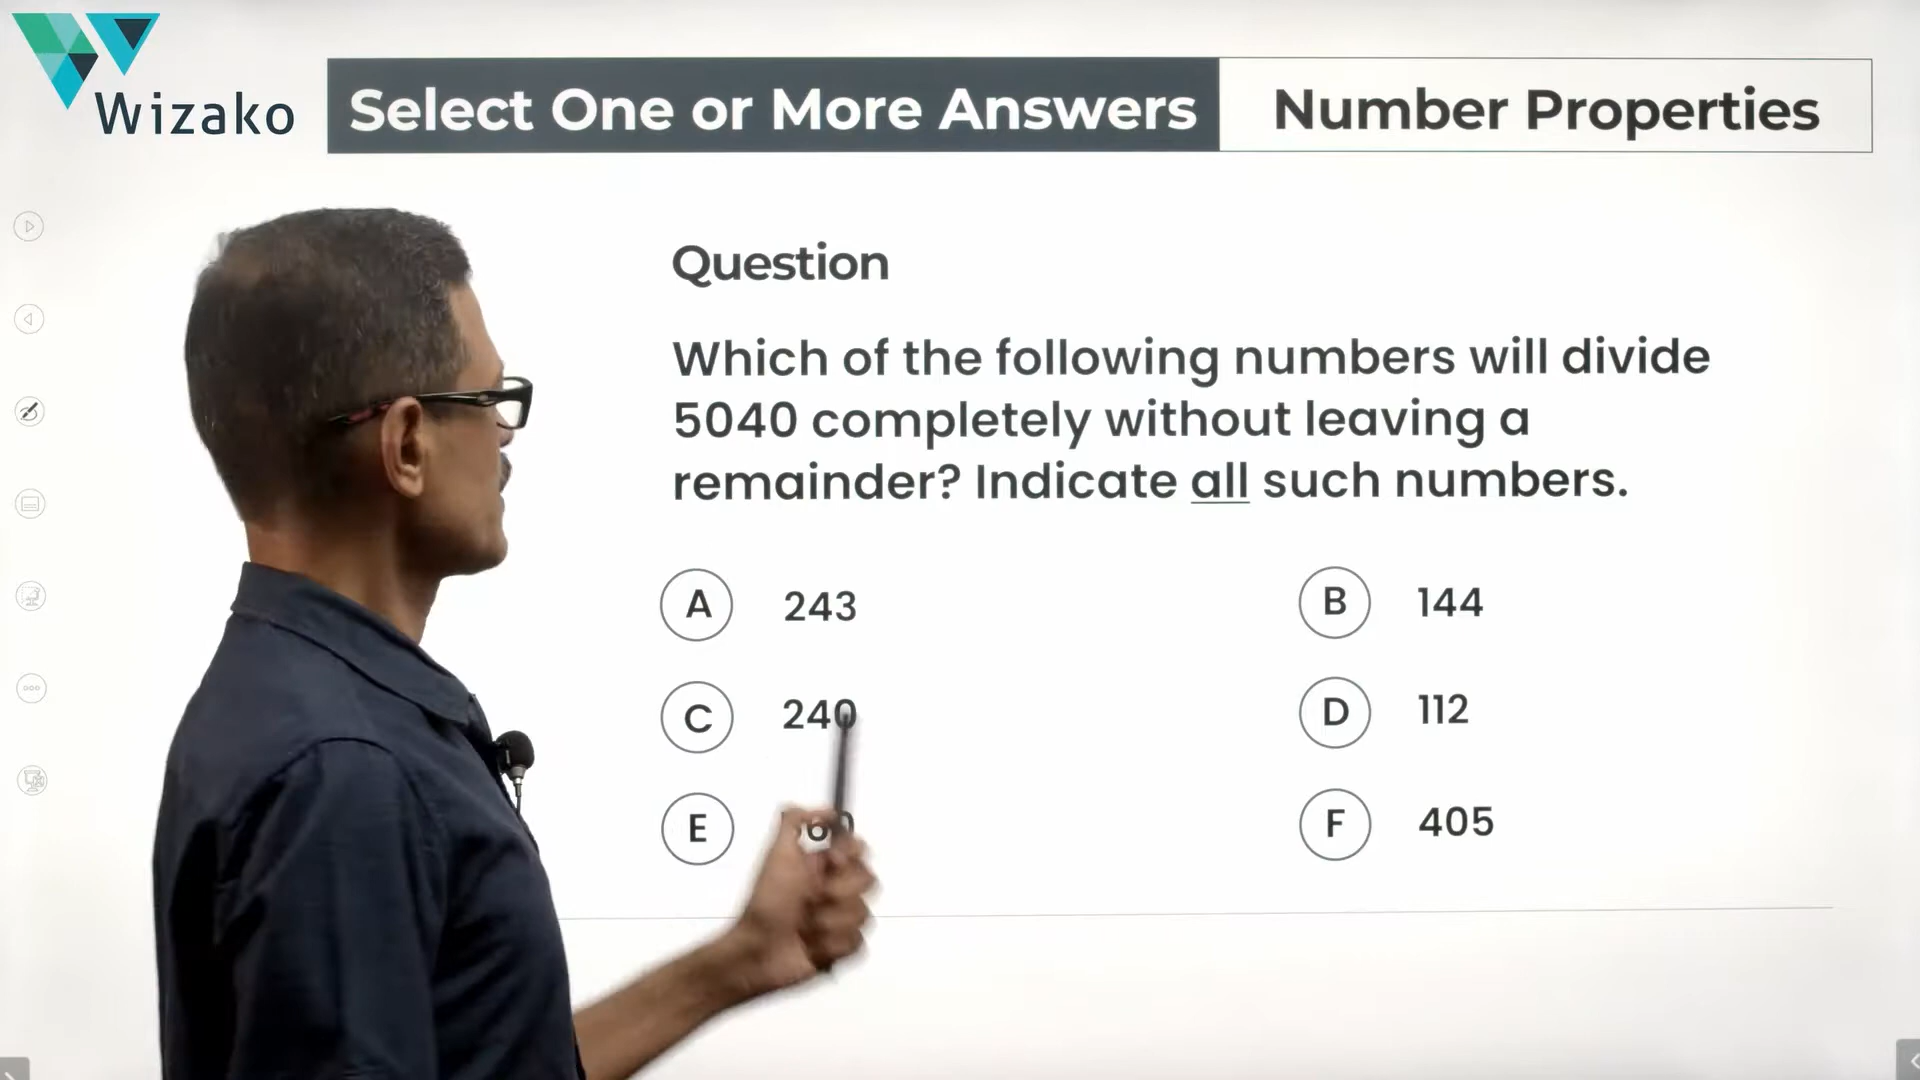 Wizako
Select One or More Answers
Number Properties
Question
Which of the following numbers will divide
5040 completely without leaving a
remainder? Indicate all such numbers.
A 243
B 144
C 240
D 112
E
F 405